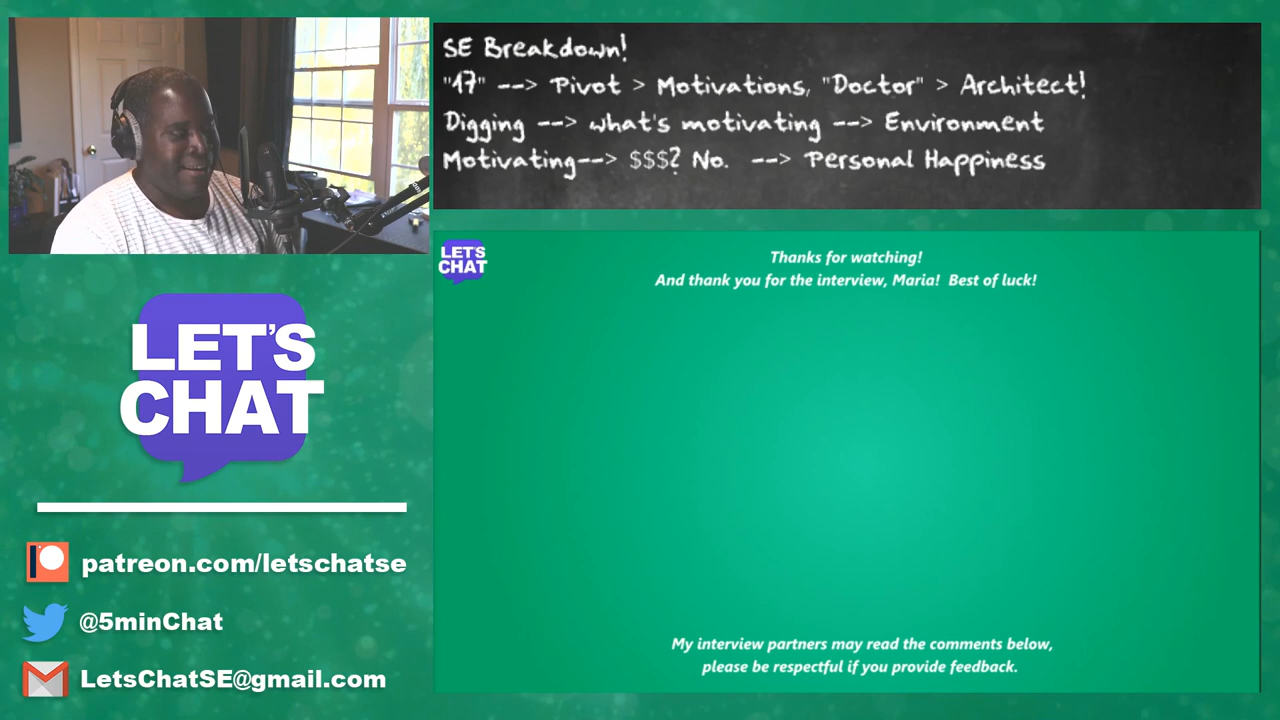 SE Breakdown!
"17" --> Pivot > Motivations, "Doctor" > Architect!
Digging --> what's motivating --> Environment
Motivating--> $$$? No. --> Personal Happiness
LET'S
CHAT
Thanks for watching!
And thank you for the interview, Maria! Best of luck!
LET'S
CHAT
patreon.com/letschatse
@5minChat
LetsChatSE@gmail.com
My interview partners may read the comments below,
please be respectful if you provide feedback.